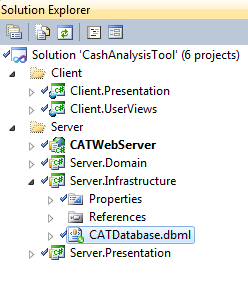 Solution Explorer
Solution 'CashAnalysisTool' (6 projects)
Client
Client.Presentation
Client.UserViews
Server
CATWebServer
Server.Domain
Server.Infrastructure
Properties
References
CATDatabase.dbml
Server.Presentation